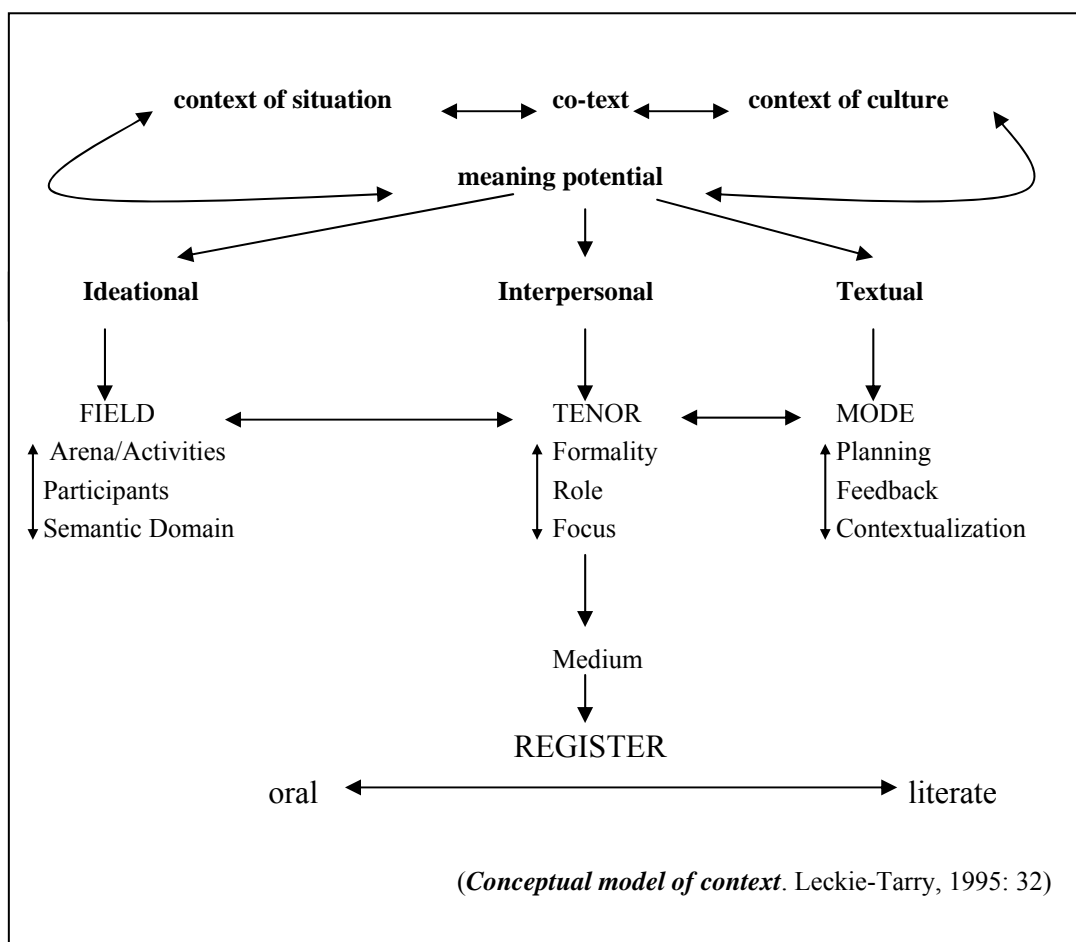 context of situation co-text context of culture
meaning potential
Ideational Interpersonal Textual
FIELD TENOR MODE
Arena/Activities Formality Planning
Participants Role Feedback
Semantic Domain Focus Contextualization
Medium
REGISTER
oral literate
(Conceptual model of context. Leckie-Tarry, 1995: 32)